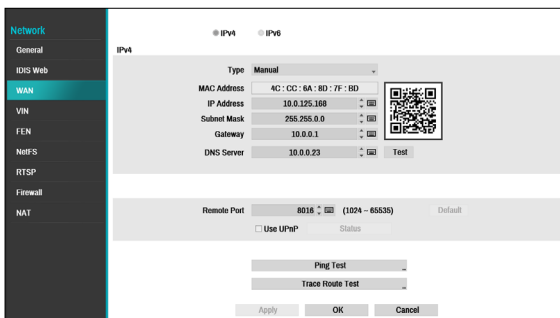 Network
General
IDIS Web
WAN
VIN
FEN
NetFS
RTSP
Firewall
NAT
IPv4 IPv6
IPv4
Type Manual
MAC Address 4C : CC : 6A : 8D : 7F : BD
IP Address 10.0.125.168
Subnet Mask 255.255.0.0
Gateway 10.0.0.1
DNS Server 10.0.0.23 Test
Remote Port 8016 (1024 – 65535) Default
Use UPnP Status
Ping Test
Trace Route Test
Apply OK Cancel